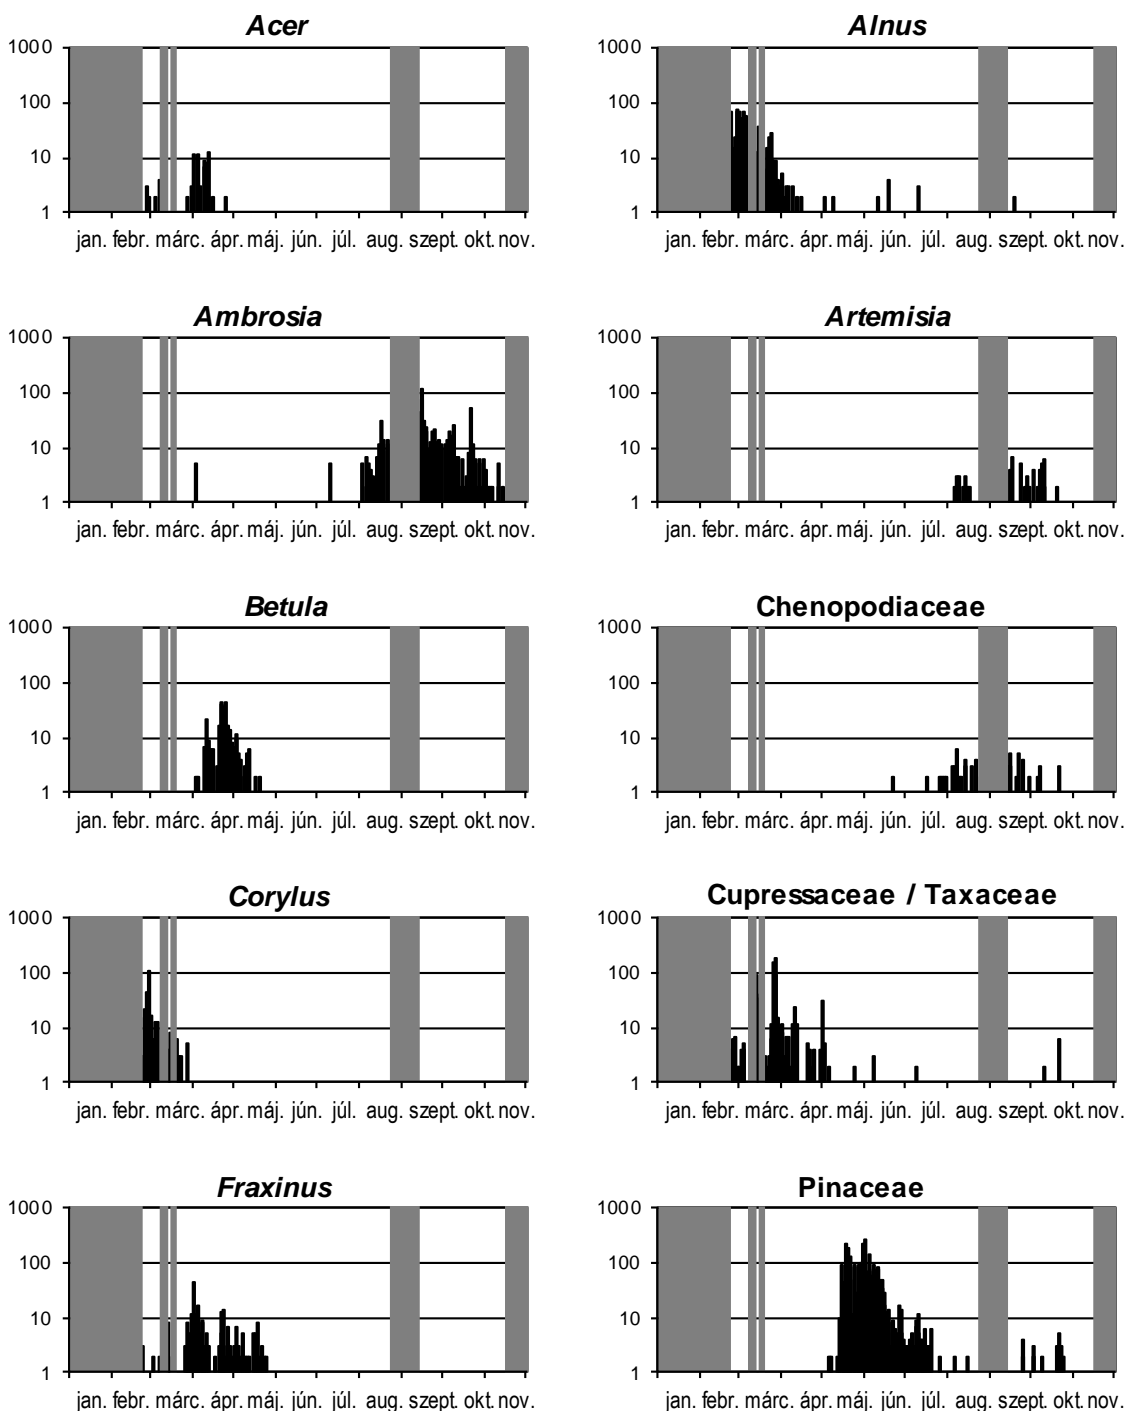 Acer
1000
100
10
1
jan. febr. márc. ápr. máj. jún. júl. aug. szept. okt. nov.
Alnus
1000
100
10
1
jan. febr. márc. ápr. máj. jún. júl. aug. szept. okt. nov.
Ambrosia
1000
100
10
1
jan. febr. márc. ápr. máj. jún. júl. aug. szept. okt. nov.
Artemisia
1000
100
10
1
jan. febr. márc. ápr. máj. jún. júl. aug. szept. okt. nov.
Betula
1000
100
10
1
jan. febr. márc. ápr. máj. jún. júl. aug. szept. okt. nov.
Chenopodiaceae
1000
100
10
1
jan. febr. márc. ápr. máj. jún. júl. aug. szept. okt. nov.
Corylus
1000
100
10
1
jan. febr. márc. ápr. máj. jún. júl. aug. szept. okt. nov.
Cupressaceae / Taxaceae
1000
100
10
1
jan. febr. márc. ápr. máj. jún. júl. aug. szept. okt. nov.
Fraxinus
1000
100
10
1
jan. febr. márc. ápr. máj. jún. júl. aug. szept. okt. nov.
Pinaceae
1000
100
10
1
jan. febr. márc. ápr. máj. jún. júl. aug. szept. okt. nov.